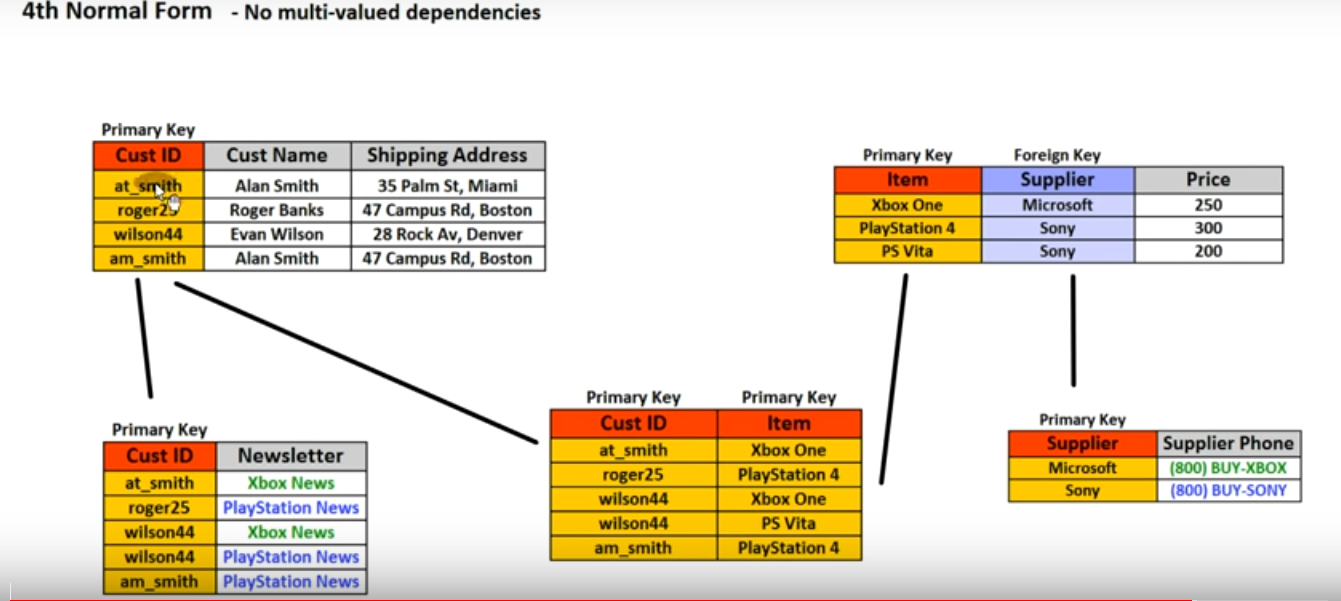 4th Normal Form - No multi-valued dependencies
Primary Key
Cust ID Cust Name Shipping Address
at_smith Alan Smith 35 Palm St, Miami
roger25 Roger Banks 47 Campus Rd, Boston
wilson44 Evan Wilson 28 Rock Av, Denver
am_smith Alan Smith 47 Campus Rd, Boston
Primary Key Foreign Key
Item Supplier Price
Xbox One Microsoft 250
PlayStation 4 Sony 300
PS Vita Sony 200
Primary Key
Cust ID Newsletter
at_smith Xbox News
roger25 PlayStation News
wilson44 Xbox News
wilson44 PlayStation News
am_smith PlayStation News
Primary Key Primary Key
Cust ID Item
at_smith Xbox One
roger25 PlayStation 4
wilson44 Xbox One
wilson44 PS Vita
am_smith PlayStation 4
Primary Key
Supplier Supplier Phone
Microsoft (800) BUY-XBOX
Sony (800) BUY-SONY